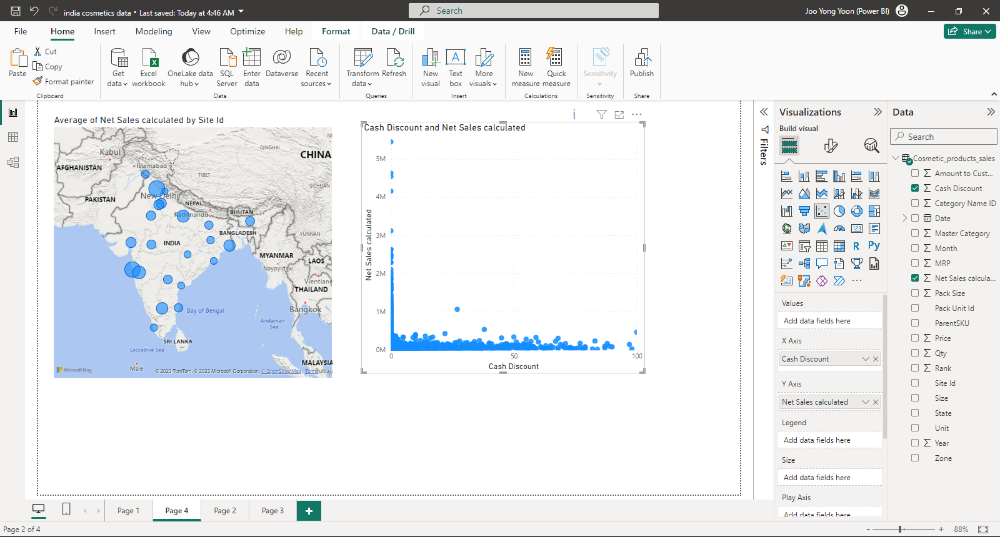 india cosmetics data • Last saved: Today at 4:46 AM
Search
Joo Yong Yoon (Power BI)
File
Home
Insert
Modeling
View
Optimize
Help
Format
Data / Drill
Share
Paste
Cut
Copy
Format painter
Clipboard
Get data
Excel workbook
OneLake data hub
SQL Server
Enter data
Dataverse
Recent sources
Data
Transform data
Refresh
Queries
New visual
Text box
More visuals
Insert
New measure
Quick measure
Calculations
Sensitivity
Sensitivity
Publish
Share
Average of Net Sales calculated by Site Id
Kabul
QINGHAI
NI
CHINA
AFGHANISTAN
Islamabad
TIBET
SICHUAN
PAKISTAN
New Delhi
NEPAL
Kathmandu
BHUTAN
BANGLADESH
YUNNAN
INDIA
MYANMAR
LAOS
Naypyidaw
Vientiane
THAILAND
Bay of Bengal
Bangkok
Andaman Sea
SRI LANKA
Laccadive Sea
MALAYSIA
Malé
Microsoft Bing
© 2023 TomTom, © 2023 Microsoft Corporation, © OpenStreetMap Terms
Putraja
Cash Discount and Net Sales calculated
5M
4M
3M
2M
1M
0M
Net Sales calculated
0
50
100
Cash Discount
Filters
Visualizations
Build visual
123
R
Py
123
Values
Add data fields here
X Axis
Cash Discount
Y Axis
Net Sales calculated
Legend
Add data fields here
Size
Add data fields here
Play Axis
Add data fields here
Data
Search
Cosmetic_products_sales
Amount to Cust...
Cash Discount
Category Name ID
Date
Master Category
Month
MRP
Net Sales calcula...
Pack Size
Pack Unit Id
ParentSKU
Price
Qty
Rank
Site Id
Size
State
Unit
Year
Zone
Page 1
Page 4
Page 2
Page 3
Page 2 of 4
88%